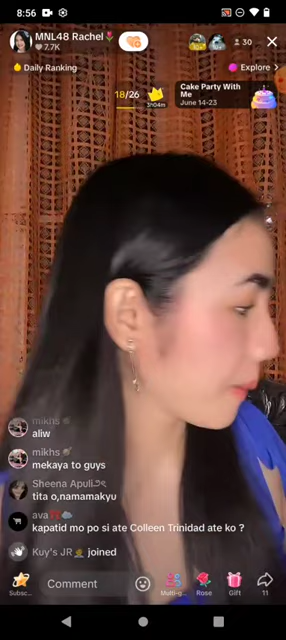 8:56
MNL48 Rachel🌷
7.7K
30
Daily Ranking
Explore >
18/26
3h04m
Cake Party With
Me
June 14-23
mikhs
aliw
mikhs
mekaya to guys
Sheena Apuli
tita o,namamakyu
ava
kapatid mo po si ate Colleen Trinidad ate ko ?
Kuy's JR joined
Subsc...
Comment
Multi-g...
Rose
Gift
11